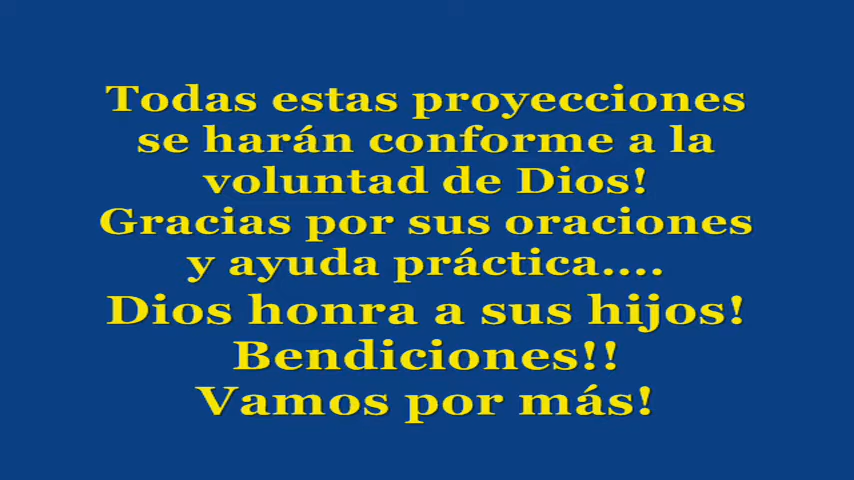 Todas estas proyecciones
se harán conforme a la
voluntad de Dios!
Gracias por sus oraciones
y ayuda práctica....
Dios honra a sus hijos!
Bendiciones!!
Vamos por más!